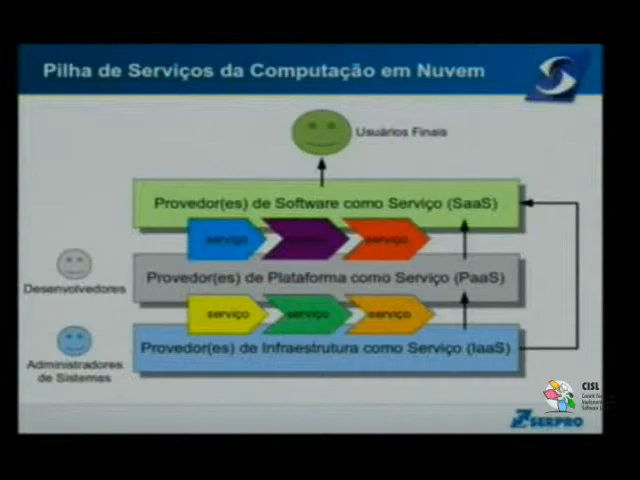 Pilha de Serviços da Computação em Nuvem
Usuários Finais
Provedor(es) de Software como Serviço (SaaS)
serviço
serviço
Provedor(es) de Plataforma como Serviço (PaaS)
Desenvolvedores
serviço
serviço
serviço
Provedor(es) de Infraestrutura como Serviço (IaaS)
Administradores
de Sistemas
CISL
SERPRO